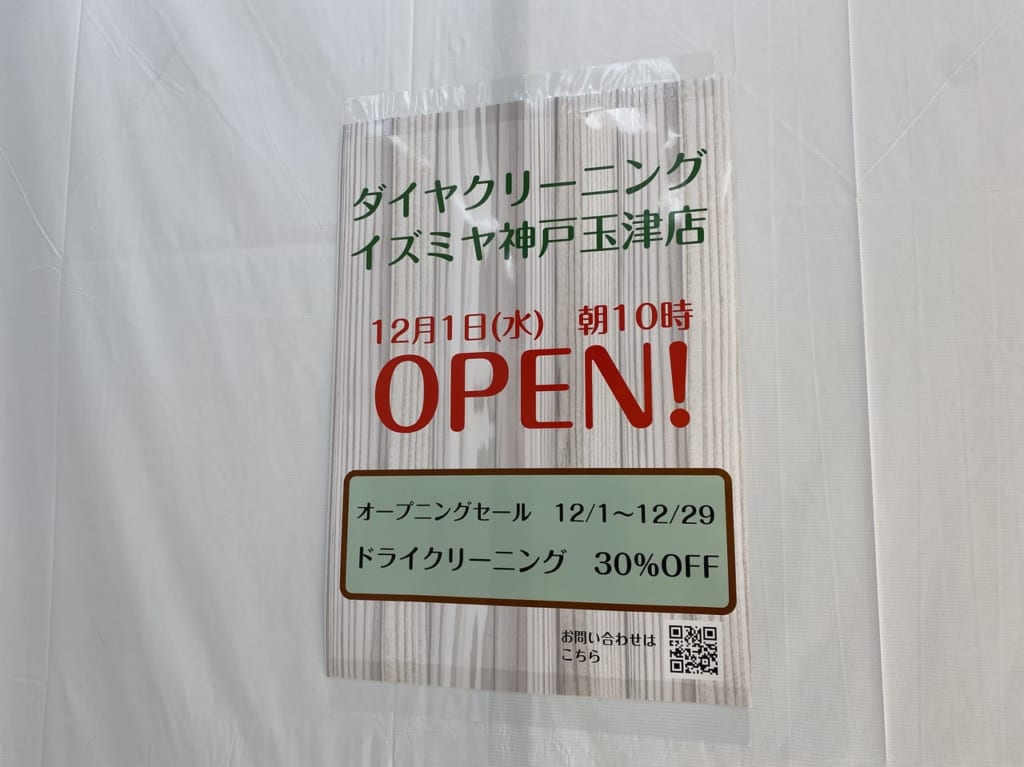 ダイヤクリーニング
イズミヤ神戸玉津店
12月1日(水)　朝10時
OPEN!
オープニングセール　12/1～12/29
ドライクリーニング　30%OFF
お問い合わせは
こちら